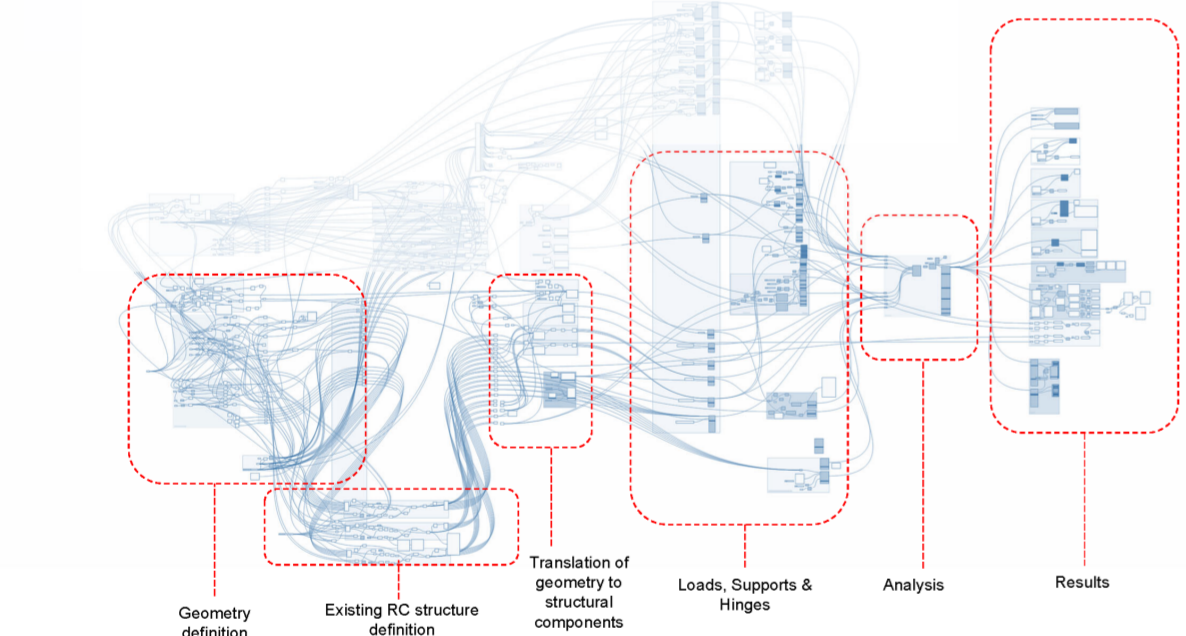 Geometry
definition
Existing RC structure
definition
Translation of
geometry to
structural
components
Loads, Supports &
Hinges
Analysis
Results